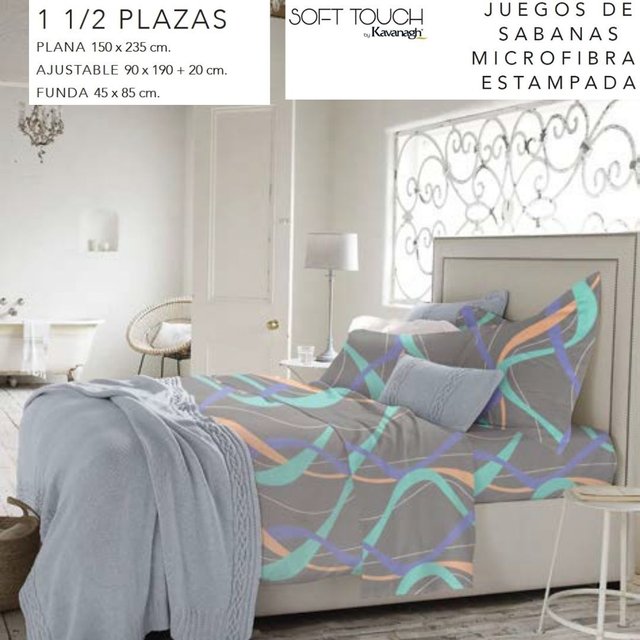 1 1/2 PLAZAS
PLANA 150 x 235 cm.
AJUSTABLE 90 x 190 + 20 cm.
FUNDA 45 x 85 cm.
SOFT TOUCH
by Kavanagh
JUEGOS DE
SABANAS
MICROFIBRA
ESTAMPADA